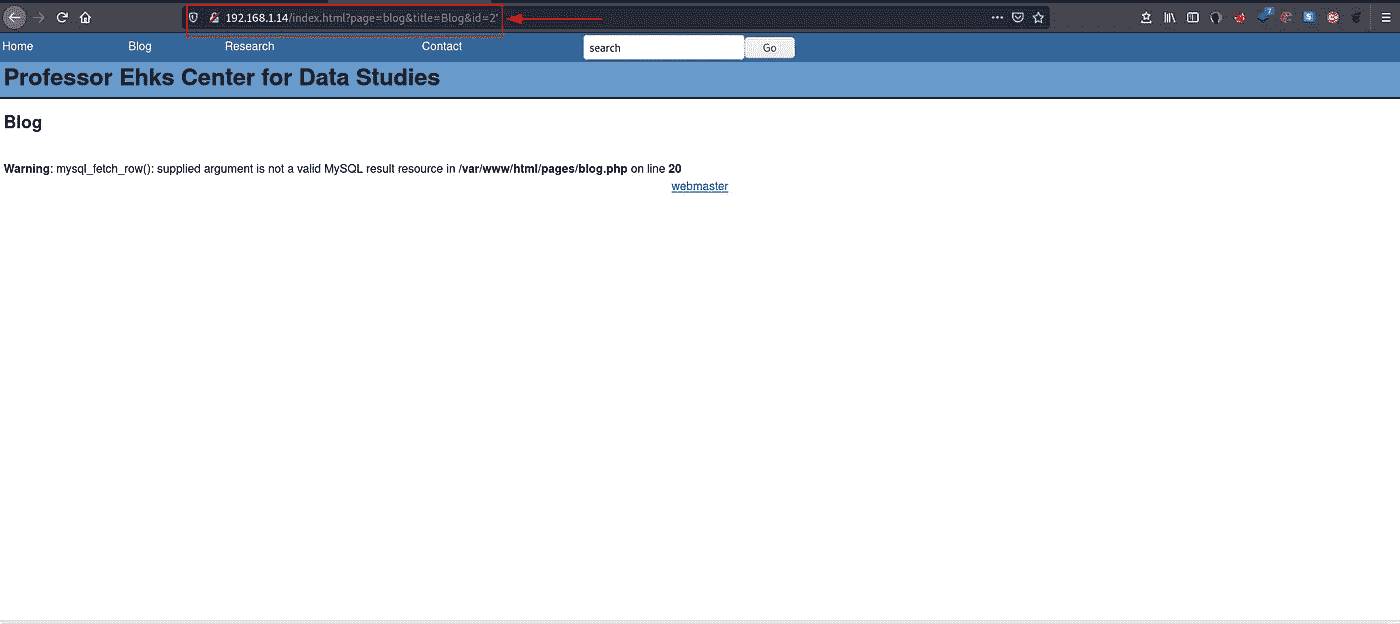 192.168.1.14/index.html?page=blog&title=Blog&id=2'
7
Home Blog Research Contact search Go
Professor Ehks Center for Data Studies
Blog
Warning: mysql_fetch_row(): supplied argument is not a valid MySQL result resource in /var/www/html/pages/blog.php on line 20
webmaster